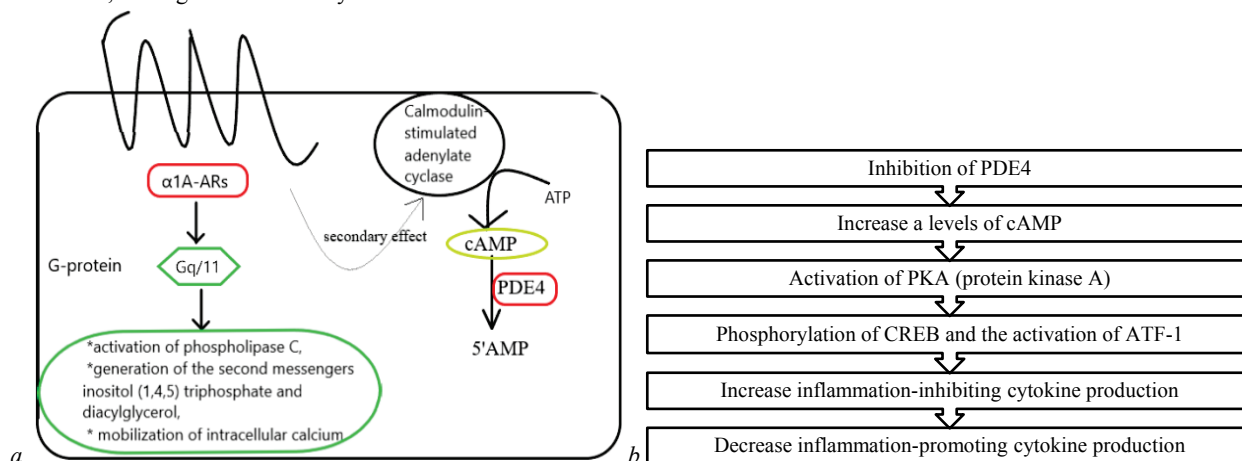 Calmodulin-
stimulated
adenylate
cyclase
α1A-ARs
ATP
secondary effect
cAMP
G-protein
Gq/11
PDE4
5'AMP
*activation of phospholipase C,
*generation of the second messengers
inositol (1,4,5) triphosphate and
diacylglycerol,
* mobilization of intracellular calcium
a
Inhibition of PDE4
Increase a levels of cAMP
Activation of PKA (protein kinase A)
Phosphorylation of CREB and the activation of ATF-1
Increase inflammation-inhibiting cytokine production
Decrease inflammation-promoting cytokine production
b